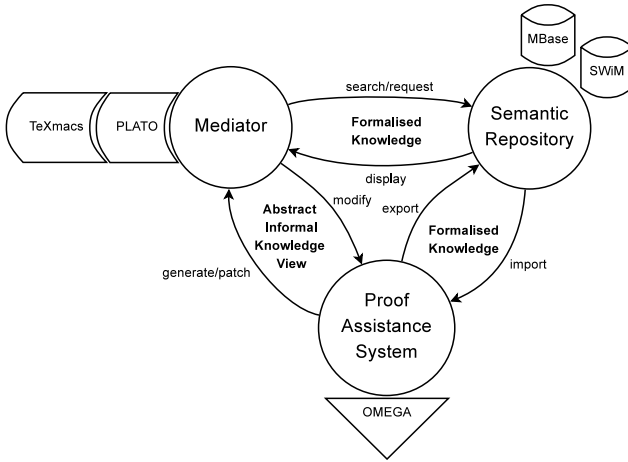 MBase
SWiM
search/request
TeXmacs
PLATO
Mediator
Formalised
Knowledge
Semantic
Repository
display
modify
export
Abstract
Informal
Knowledge
View
Formalised
Knowledge
generate/patch
import
Proof
Assistance
System
OMEGA